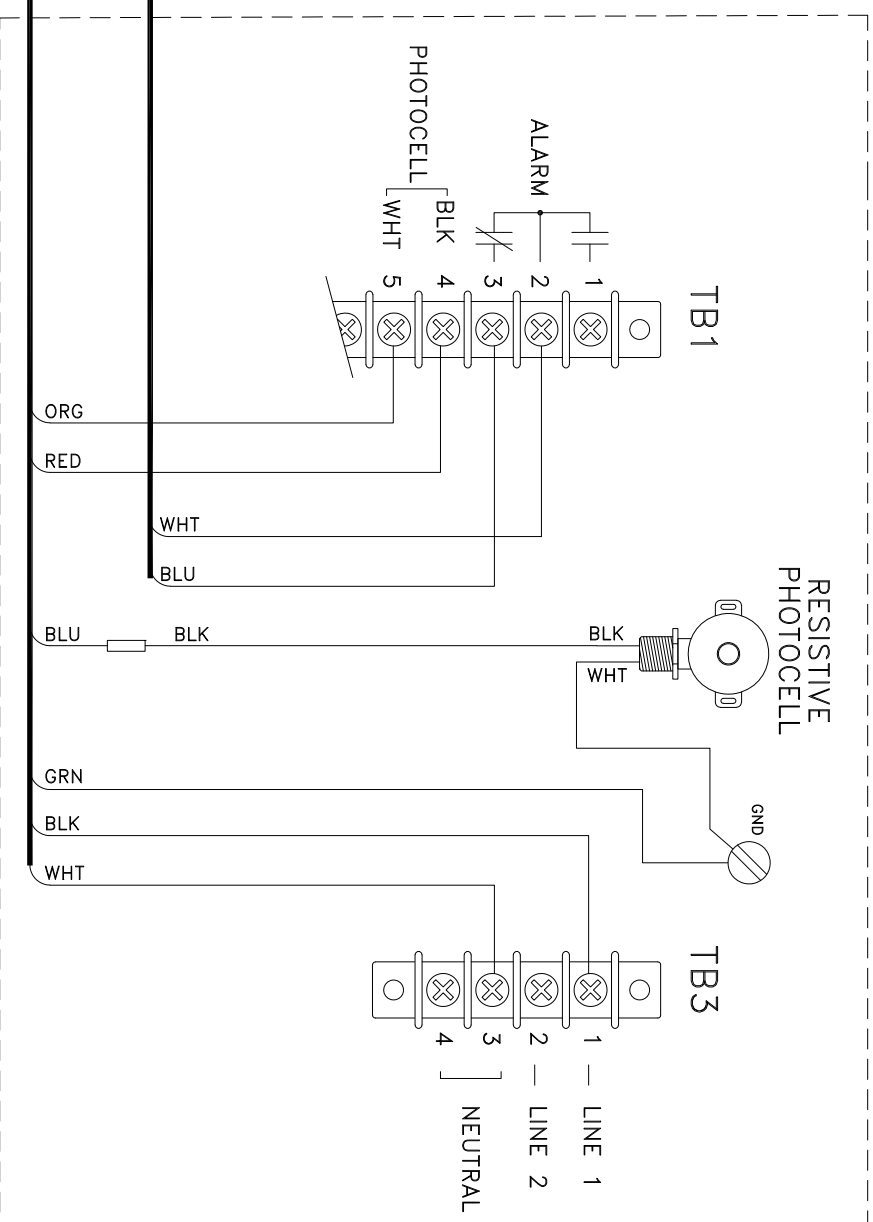 PHOTOCELL
BLK
WHT
ALARM
5 4 3 2 1
TB1
ORG
RED
WHT
BLU
BLU
BLK
BLK
WHT
RESISTIVE
PHOTOCELL
GRN
BLK
WHT
GND
TB3
4 3 2 1
LINE 1
LINE 2
NEUTRAL